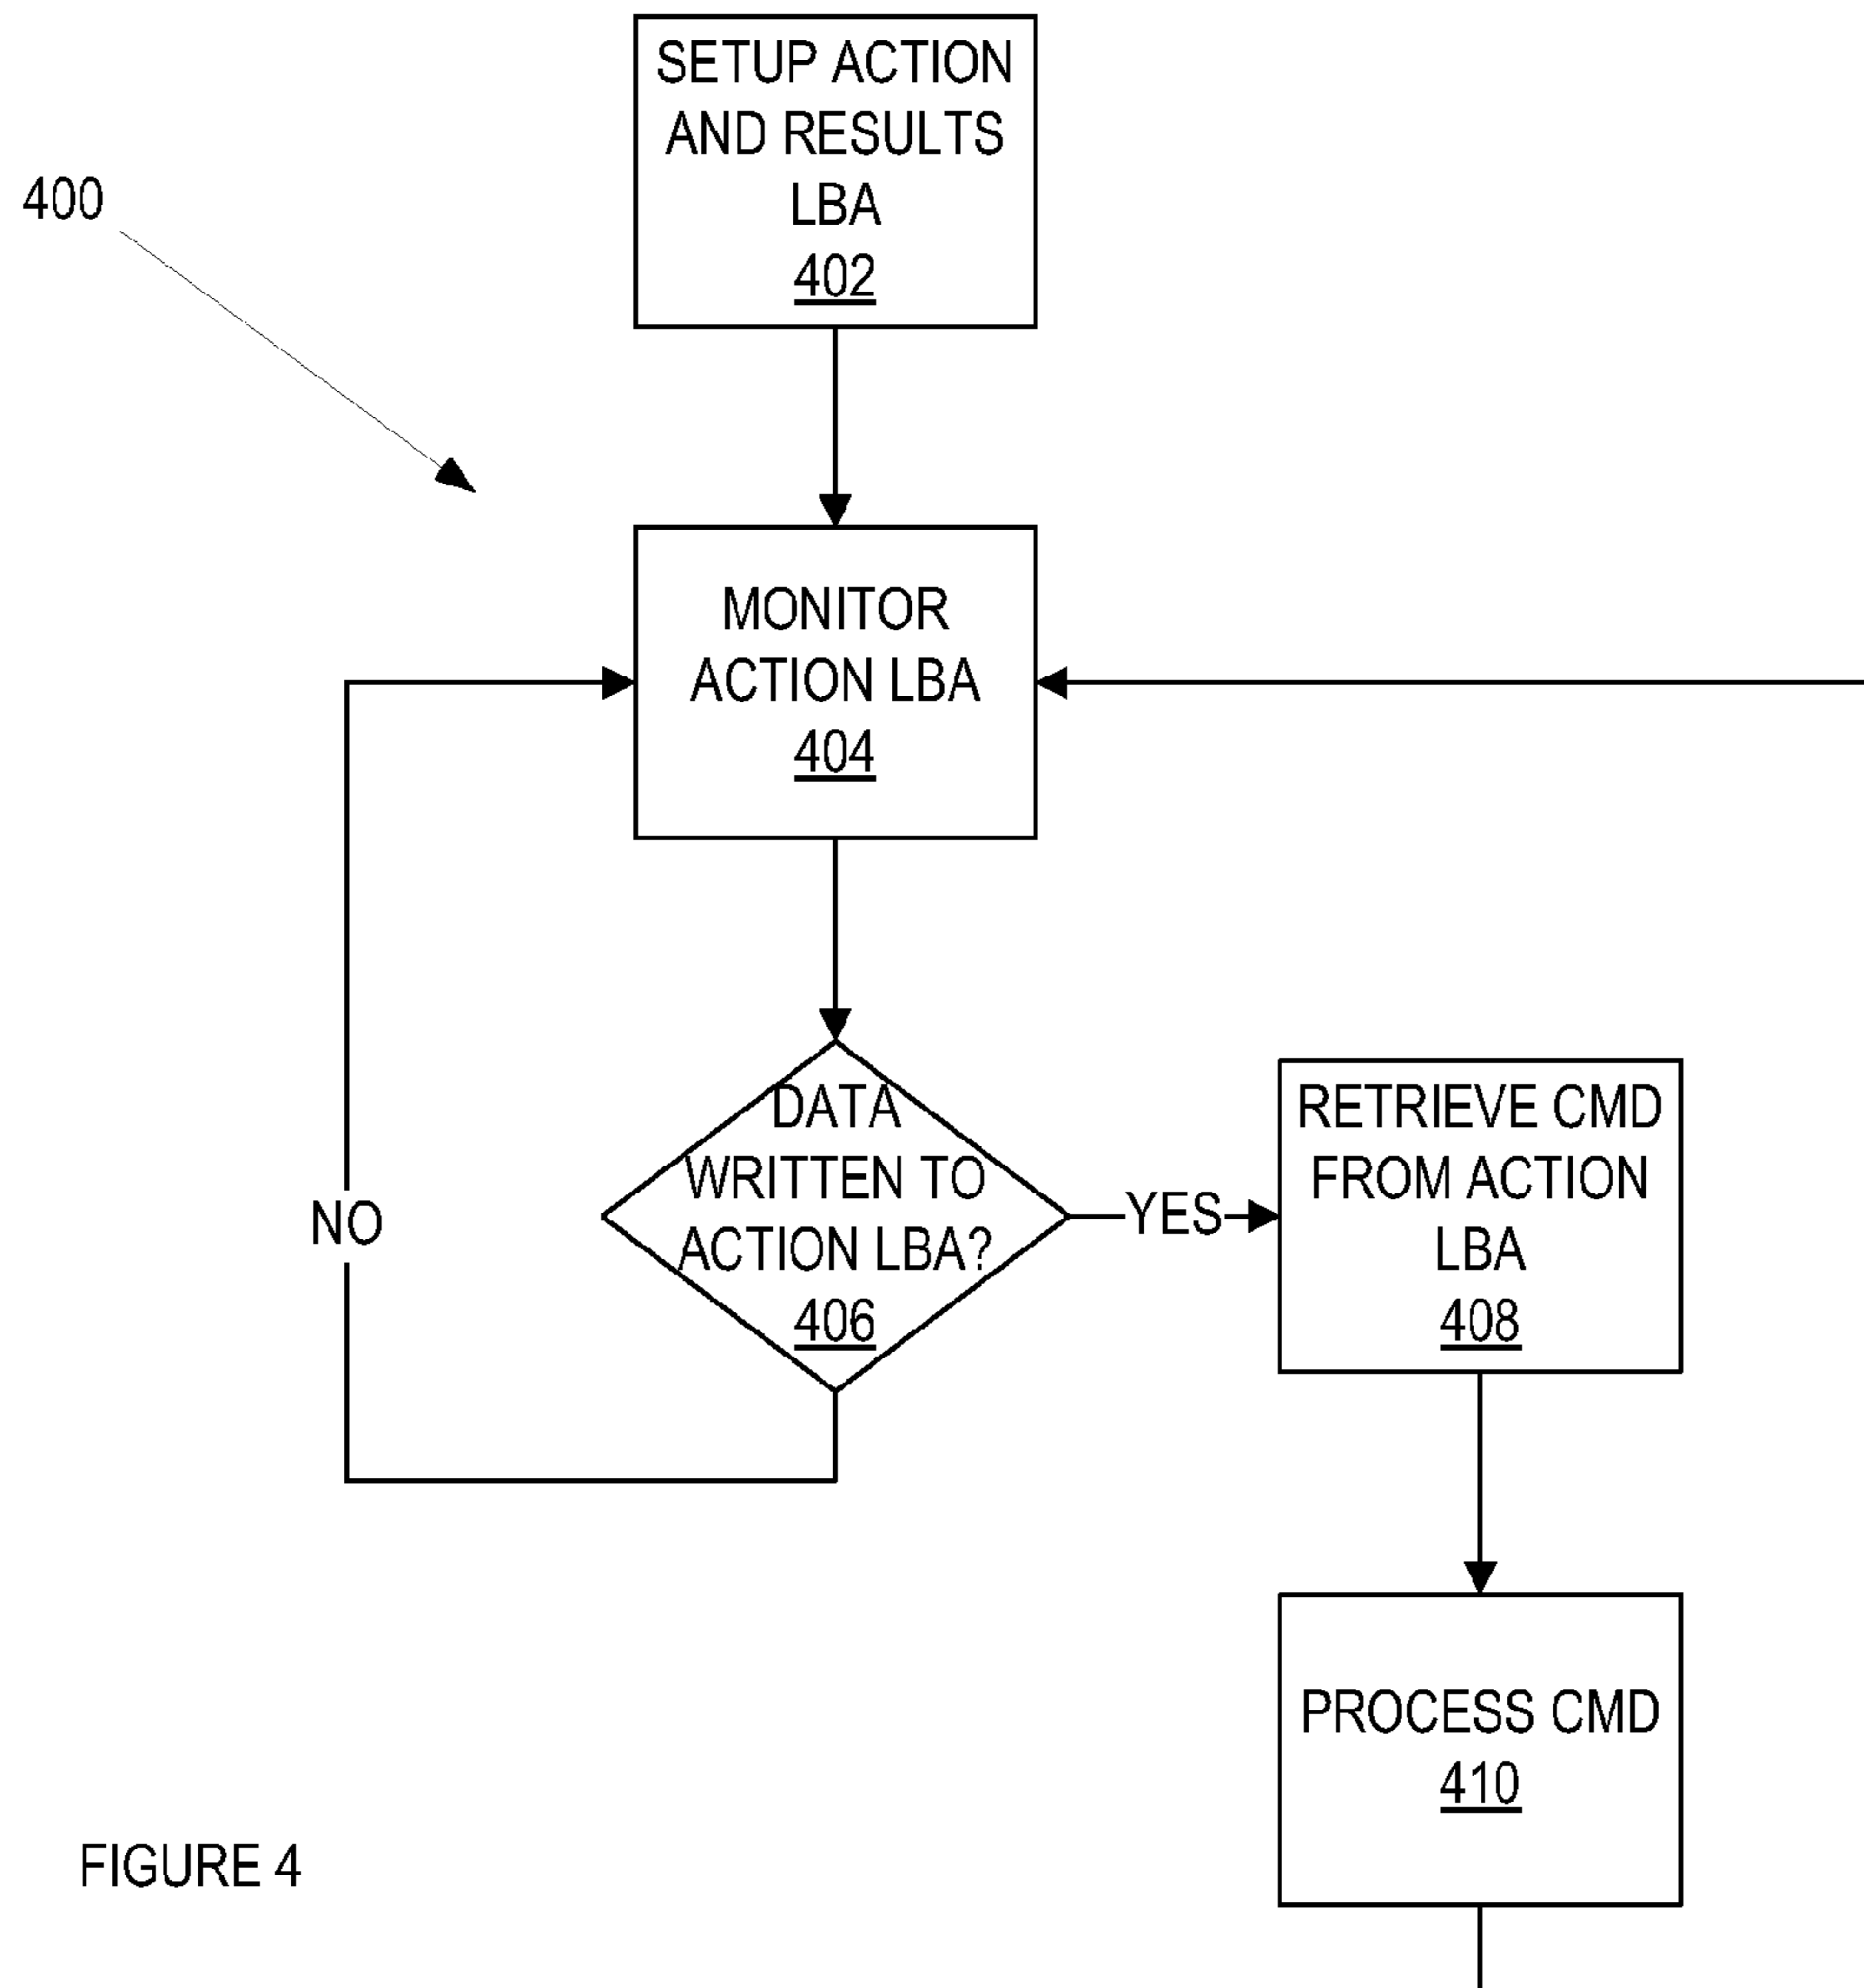 SETUP ACTION
AND RESULTS
LBA
402
400
MONITOR
ACTION LBA
404
DATA
WRITTEN TO
ACTION LBA?
406
NO
YES
RETRIEVE CMD
FROM ACTION
LBA
408
PROCESS CMD
410
FIGURE 4